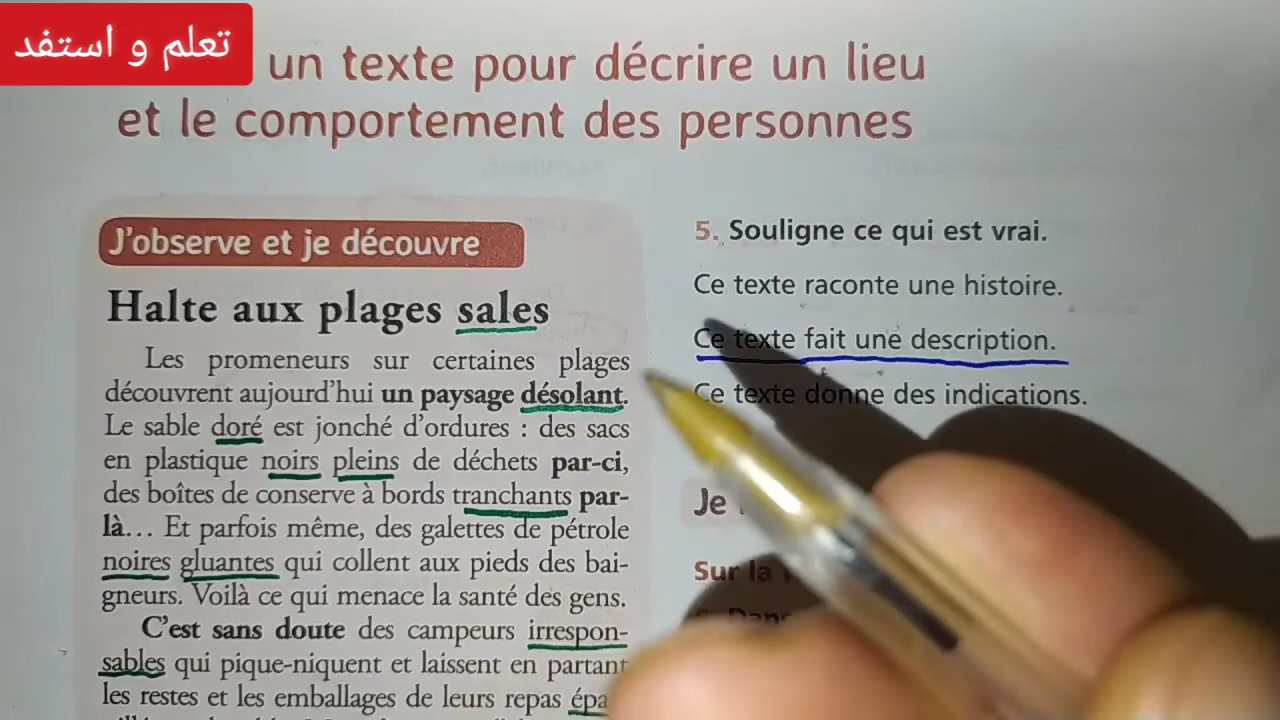 تعلم و استفد
un texte pour décrire un lieu
et le comportement des personnes
J'observe et je découvre
Halte aux plages sales
Les promeneurs sur certaines plages
découvrent aujourd'hui un paysage désolant.
Le sable doré est jonché d'ordures : des sacs
en plastique noirs pleins de déchets par-ci,
des boîtes de conserve à bords tranchants par-
là... Et parfois même, des galettes de pétrole
noires gluantes qui collent aux pieds des bai-
gneurs. Voilà ce qui menace la santé des gens.
C'est sans doute des campeurs irrespon-
sables qui pique-niquent et laissent en partant
les restes et les emballages de leurs repas
5. Souligne ce qui est vrai.
Ce texte raconte une histoire.
Ce texte fait une description.
Ce texte donne des indications.
Je
Sur la